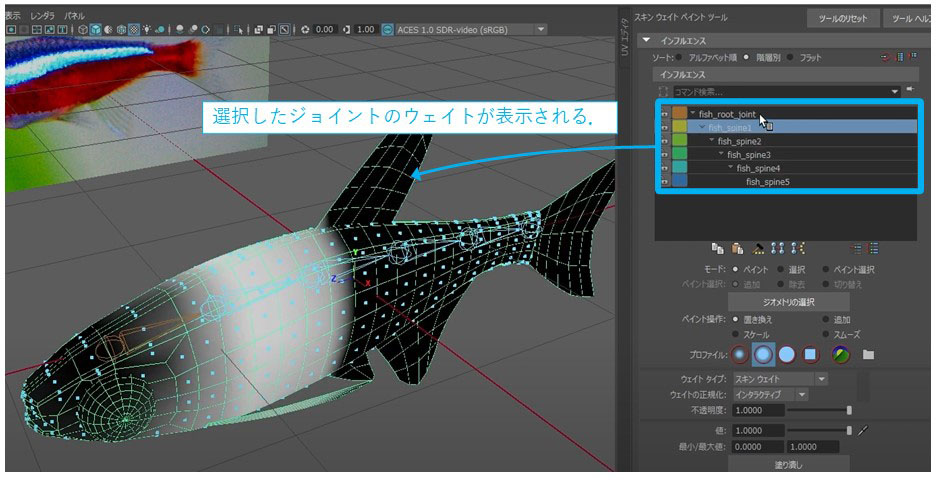 表示 レンダラ パネル
0.00
1.00
ACES 1.0 SDR-video (sRGB)
選択したジョイントのウェイトが表示される.
Z
X
UV エディタ
スキン ウェイト ペイント ツール
ツールのリセット
ツール ヘル
インフルエンス
ソート: アルファベット順 階層別 フラット
インフルエンス
コマンド検索...
fish_root_joint
fish_spine1
fish_spine2
fish_spine3
fish_spine4
fish_spine5
モード: ペイント 選択 ペイント選択
ペイント選択: 追加 除去 切り替え
ジオメトリの選択
ペイント操作: 置き換え 追加
スケール スムーズ
プロファイル:
ウェイト タイプ: スキン ウェイト
ウェイトの正規化: インタラクティブ
不透明度: 1.0000
値: 1.0000
最小/最大値: 0.0000 1.0000
塗り潰し